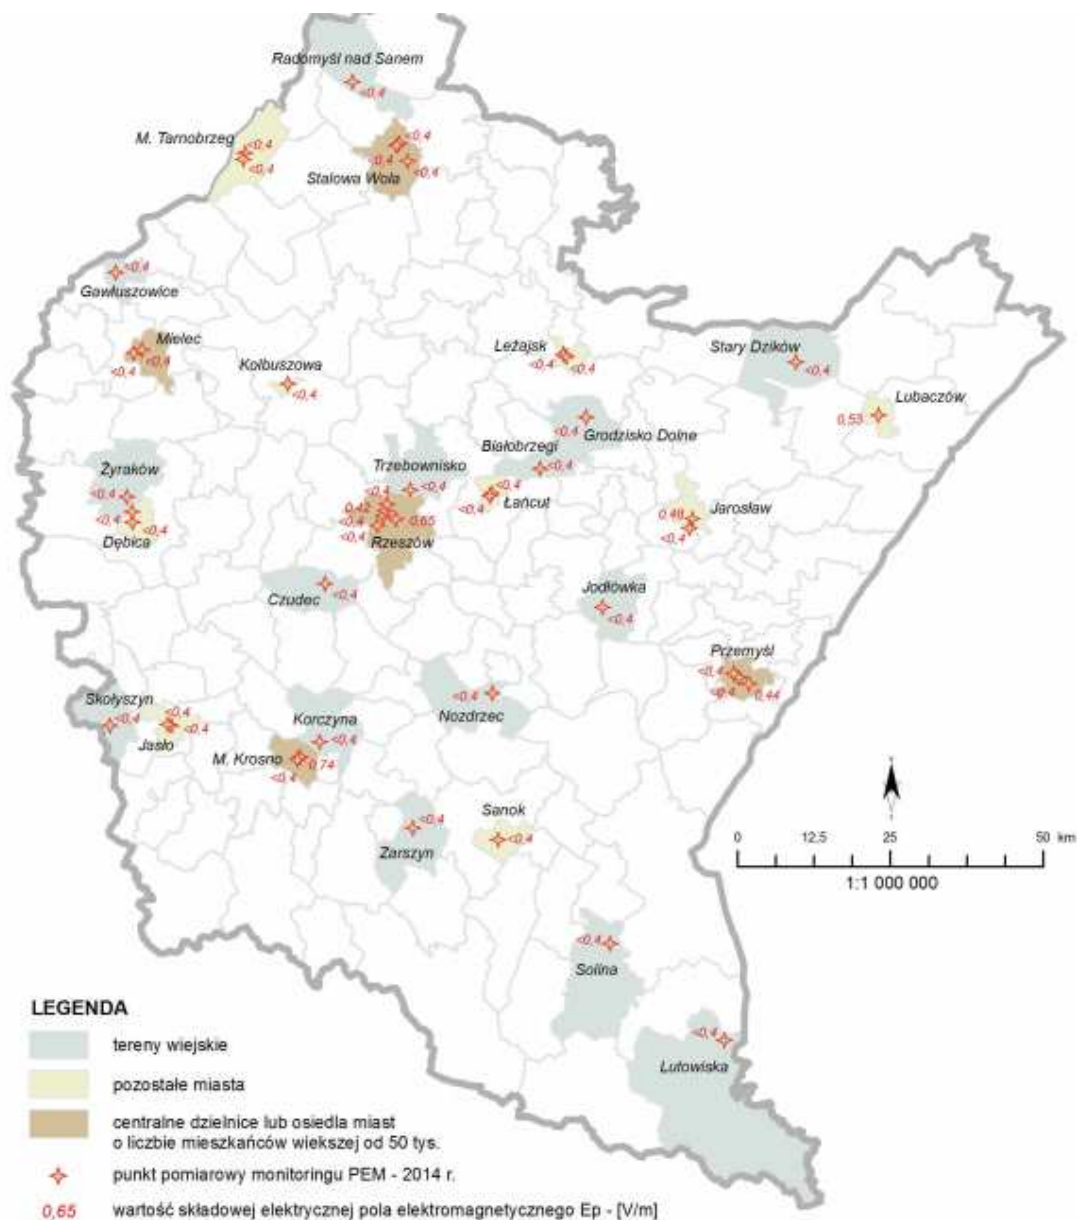 Radomyśl nad Sanem
<0,4
M. Tarnobrzeg
<0,4
<0,4
<0,4
<0,4
<0,4
Stalowa Wola
<0,4
Gawłuszowice
Mielec
<0,4
<0,4
Kolbuszowa
<0,4
Leżajsk
<0,4
<0,4
Stary Dzików
<0,4
Lubaczów
0,53
<0,4
Grodzisko Dolne
Białobrzegi
<0,4
Trzebownisko
<0,4
Żyraków
<0,4
<0,4
<0,4
Dębica
<0,4
0,42
<0,4
0,65
<0,4
Rzeszów
<0,4
Łańcut
<0,4
Jarosław
0,48
<0,4
Czudec
<0,4
Jodłówka
<0,4
Przemyśl
<0,4
<0,4
0,44
Skołyszyn
<0,4
<0,4
<0,4
Jasło
Korczyna
<0,4
M. Krosno
0,74
<0,4
<0,4
Nozdrzec
Sanok
<0,4
<0,4
Zarszyn
0 12,5 25 50 km
1:1 000 000
<0,4
Solina
<0,4
Lutowiska
LEGENDA
tereny wiejskie
pozostałe miasta
centralne dzielnice lub osiedla miast
o liczbie mieszkańców wiekszej od 50 tys.
punkt pomiarowy monitoringu PEM - 2014 r.
0,65 wartość składowej elektrycznej pola elektromagnetycznego Ep - [V/m]